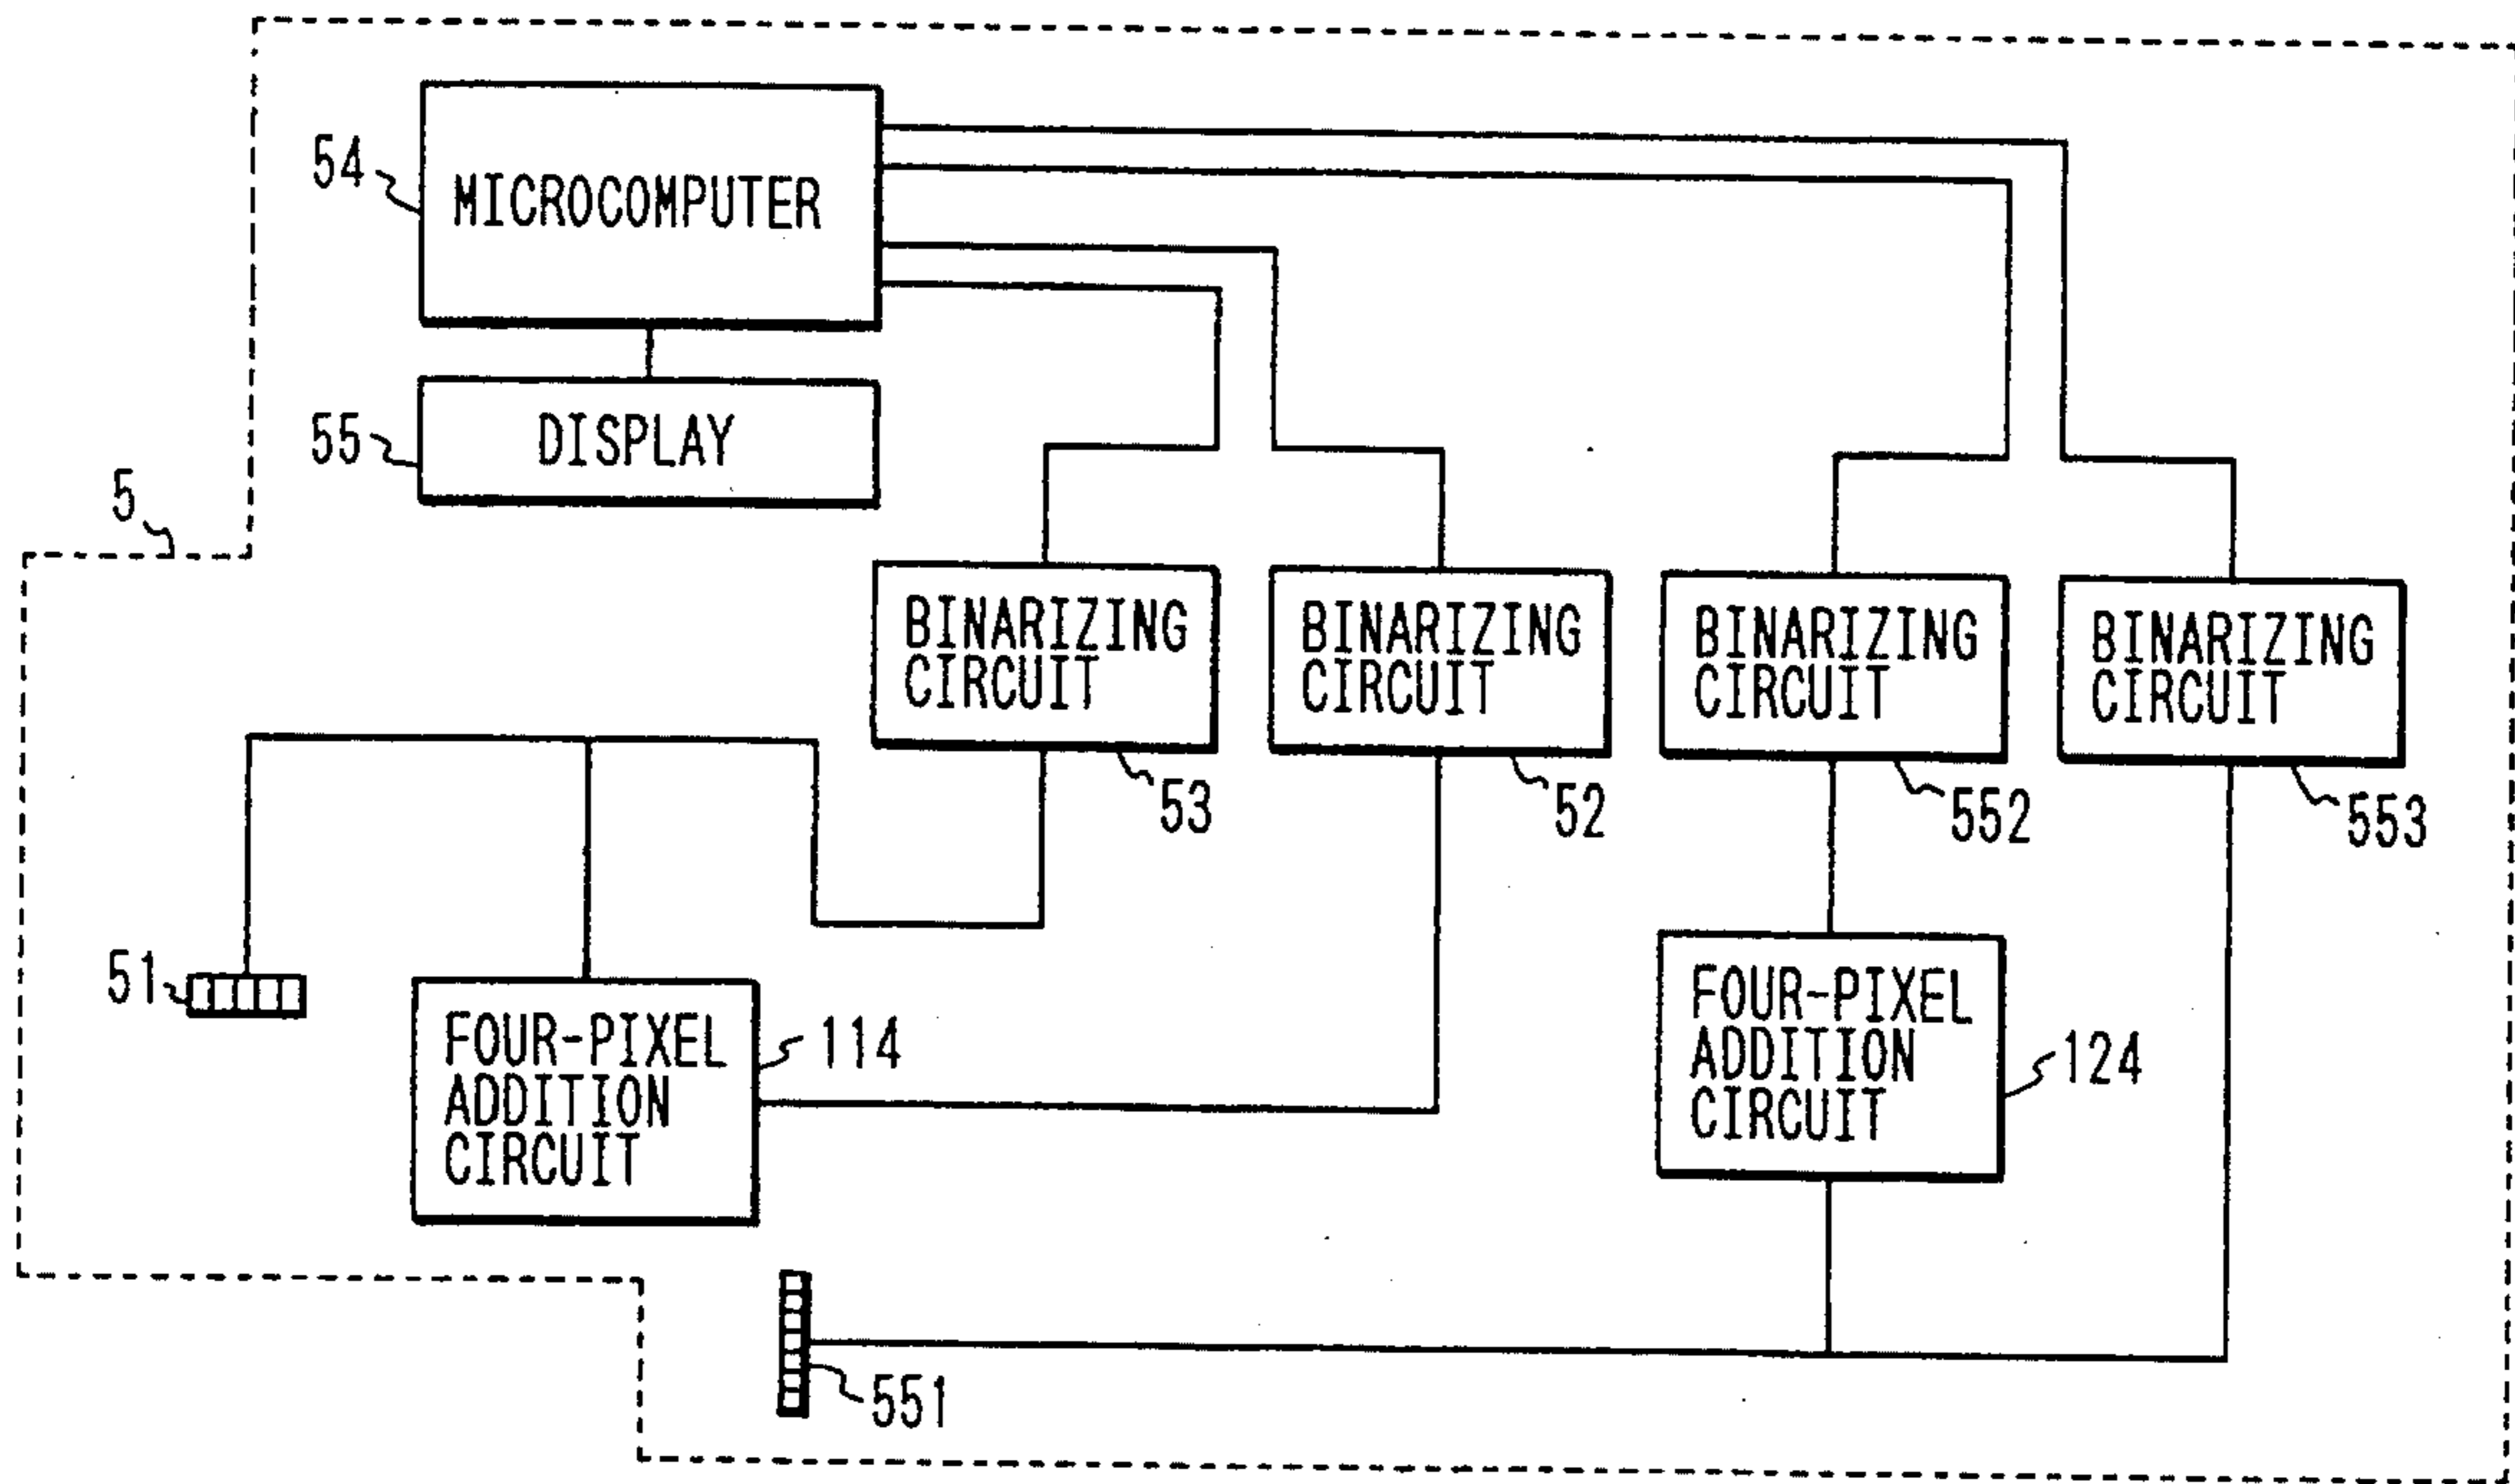 54
MICROCOMPUTER
55
DISPLAY
5
BINARIZING
CIRCUIT
53
BINARIZING
CIRCUIT
52
BINARIZING
CIRCUIT
552
BINARIZING
CIRCUIT
553
51
FOUR-PIXEL
ADDITION
CIRCUIT
114
FOUR-PIXEL
ADDITION
CIRCUIT
124
551